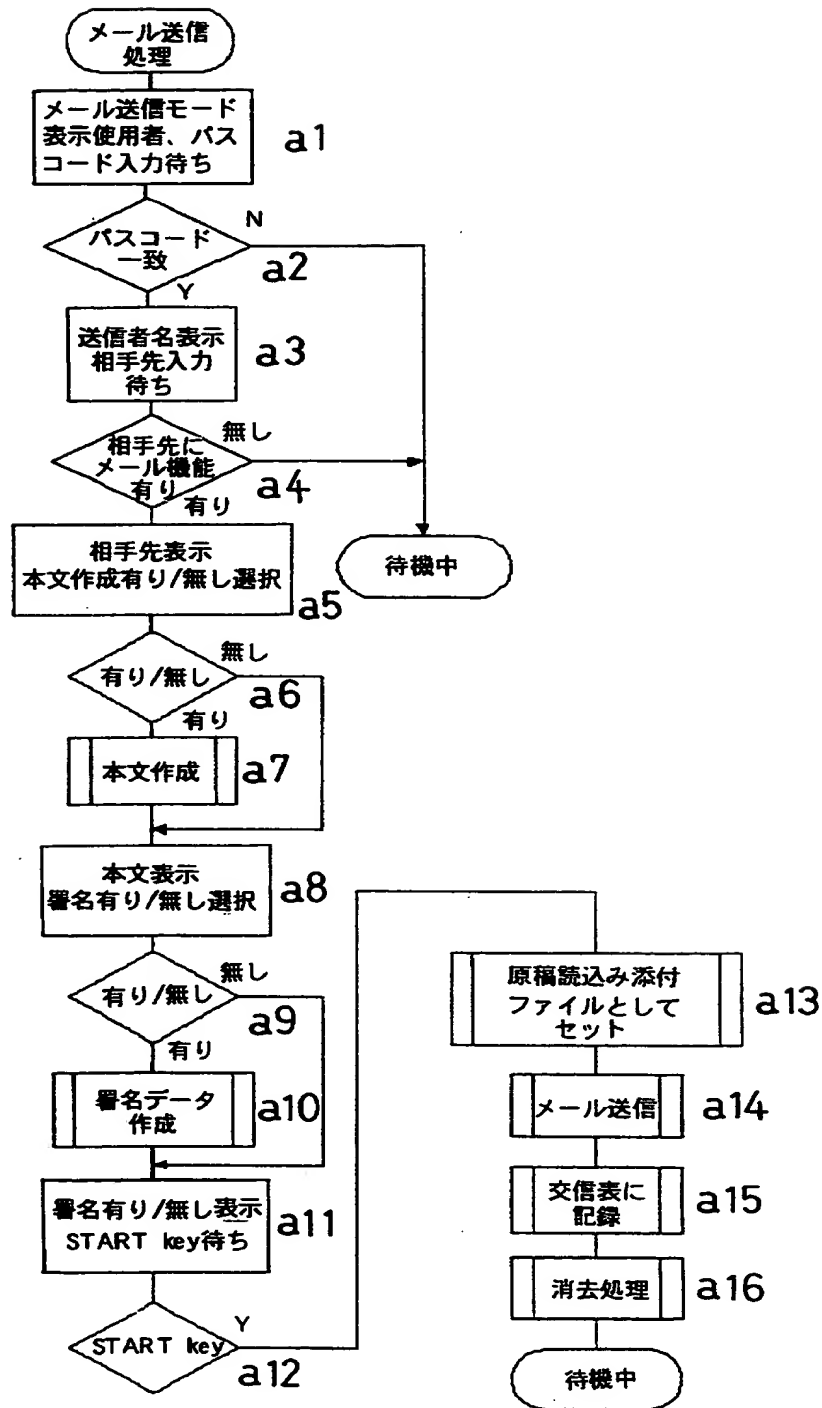 メール送信
処理
メール送信モード
表示使用者、パス
コード入力待ち
a1
パスコード
一致
N
a2
Y
送信者名表示
相手先入力
待ち
a3
相手先に
メール機能
有り
無し
a4
有り
相手先表示
本文作成有り/無し選択
a5
待機中
有り/無し
無し
a6
有り
本文作成
a7
本文表示
署名有り/無し選択
a8
有り/無し
無し
a9
有り
署名データ
作成
a10
署名有り/無し表示
START key待ち
a11
START key
Y
a12
原稿読込み添付
ファイルとして
セット
a13
メール送信
a14
交信表に
記録
a15
消去処理
a16
待機中